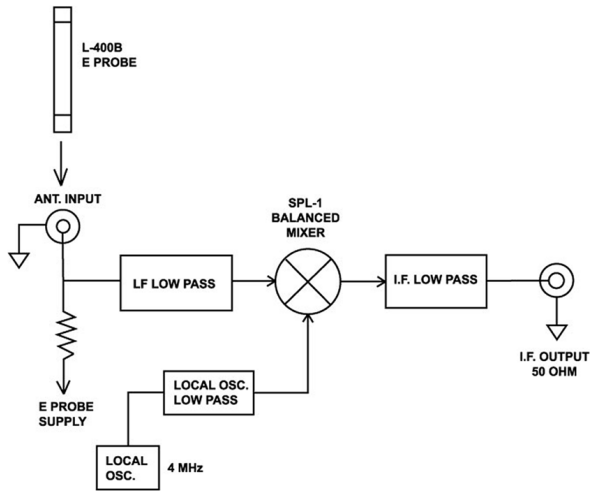 L-400B
E PROBE
ANT. INPUT
SPL-1
BALANCED
MIXER
LF LOW PASS
I.F. LOW PASS
I.F. OUTPUT
50 OHM
E PROBE
SUPPLY
LOCAL OSC.
LOW PASS
LOCAL
OSC.
4 MHz